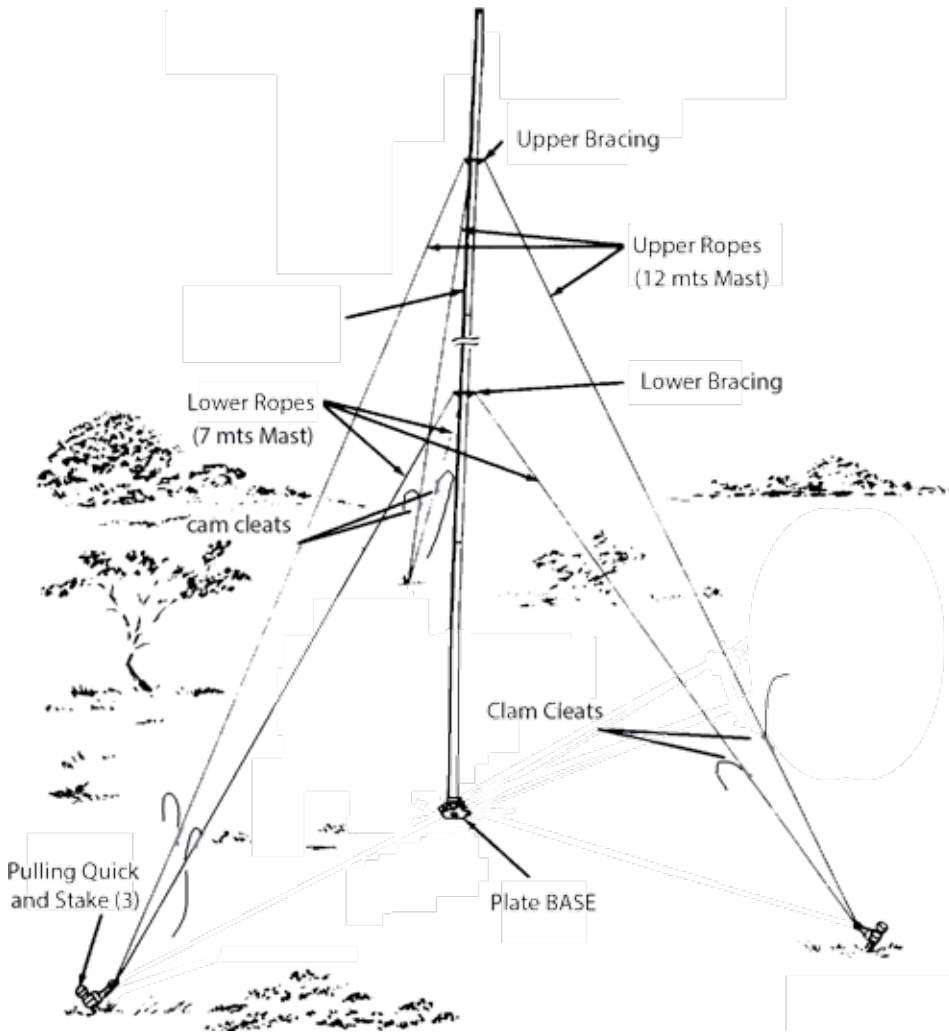 Upper Bracing
Upper Ropes
(12 mts Mast)
Lower Bracing
Lower Ropes
(7 mts Mast)
cam cleats
Clam Cleats
Pulling Quick
and Stake (3)
Plate BASE